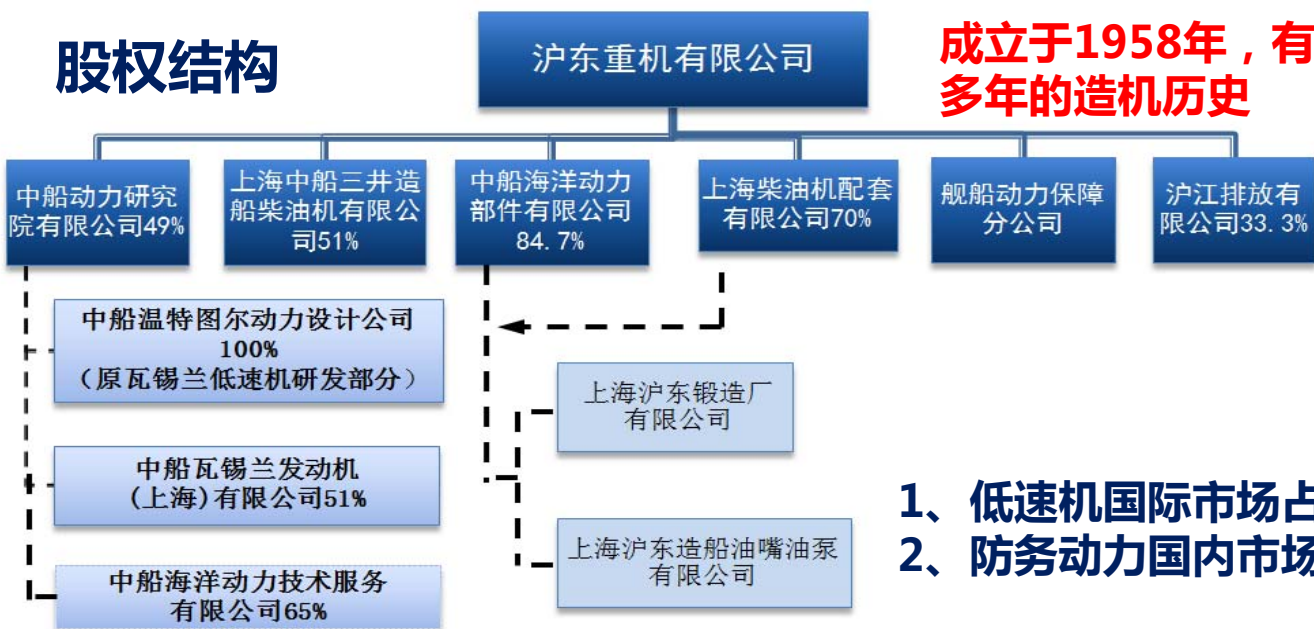 股权结构
沪东重机有限公司
成立于1958年，有
多年的造机历史
中船动力研究
院有限公司49%
上海中船三井造
船柴油机有限公
司51%
中船海洋动力
部件有限公司
84.7%
上海柴油机配套
有限公司70%
舰船动力保障
分公司
沪江排放有
限公司33.3%
中船温特图尔动力设计公司
100%
（原瓦锡兰低速机研发部分）
中船瓦锡兰发动机
(上海)有限公司51%
中船海洋动力技术服务
有限公司65%
上海沪东锻造厂
有限公司
上海沪东造船油嘴油泵
有限公司
1、低速机国际市场占
2、防务动力国内市场